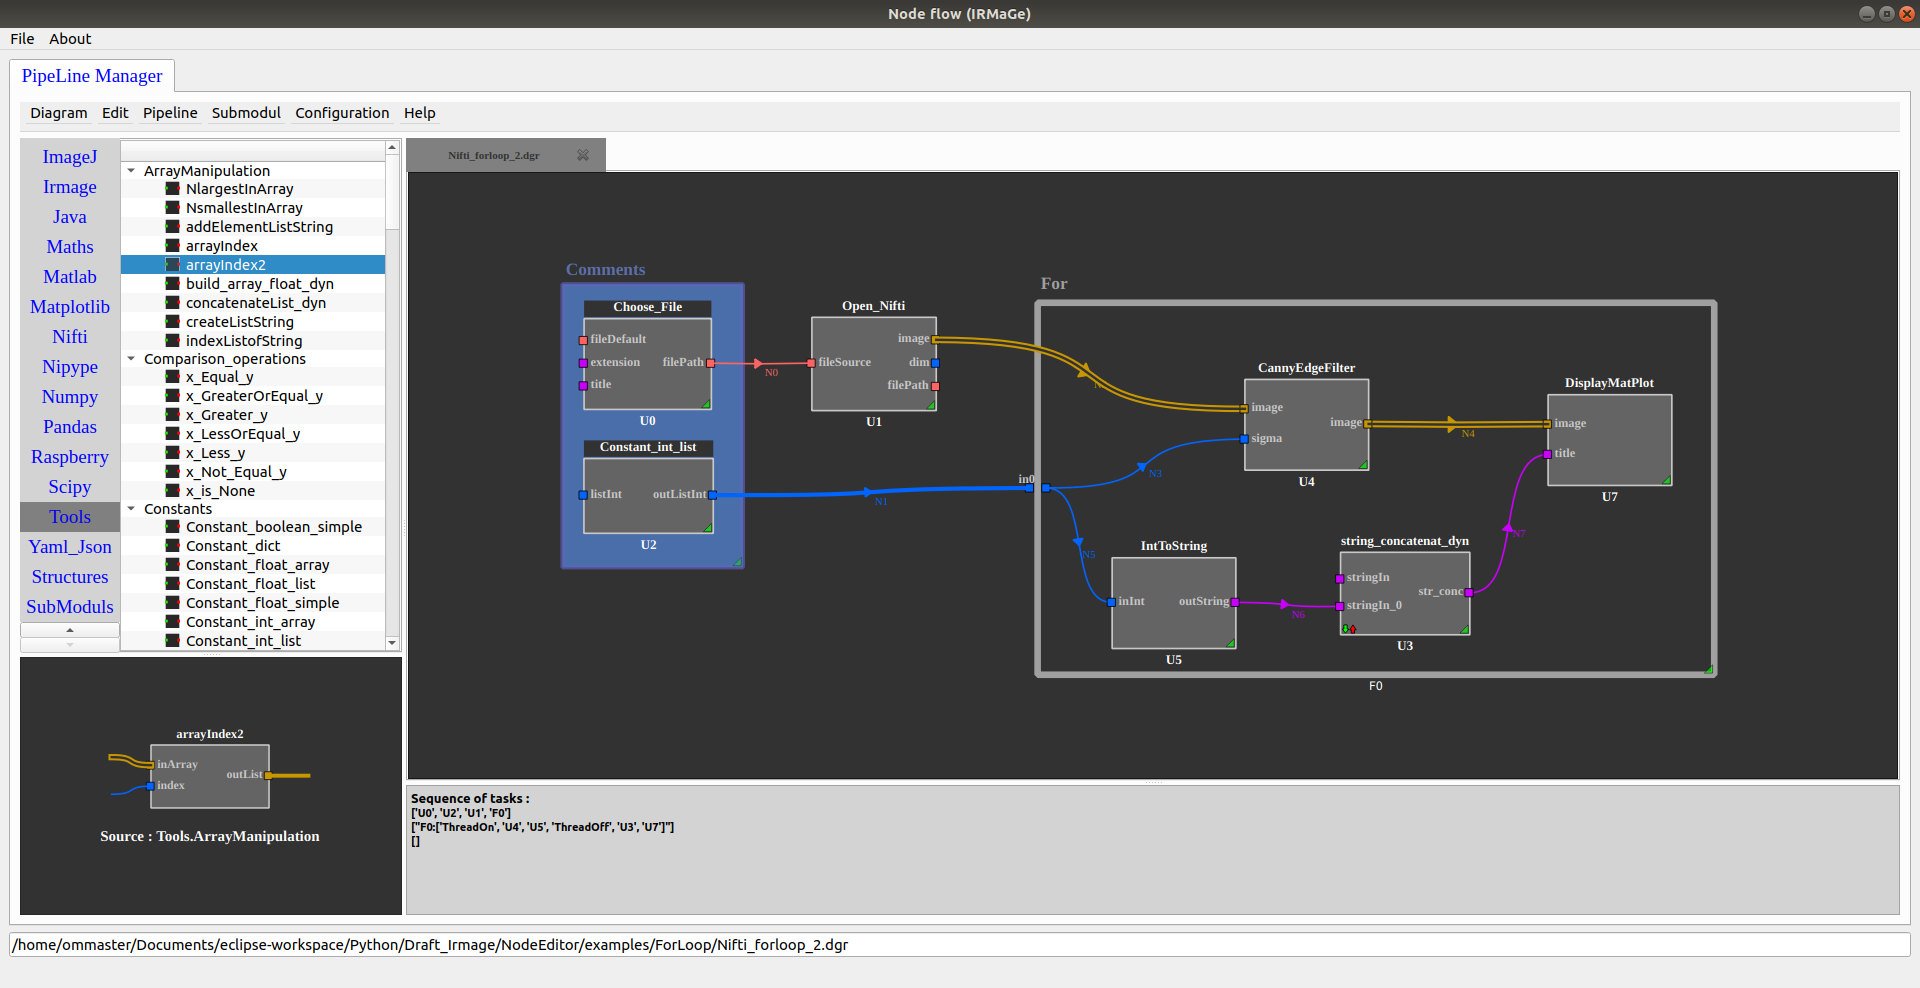 Node flow (IRMaGe)
File About
PipeLine Manager
Diagram Edit Pipeline Submodul Configuration Help
ImageJ
Irmage
Java
Maths
Matlab
Matplotlib
Nifti
Nipype
Numpy
Pandas
Raspberry
Scipy
Tools
Yaml_Json
Structures
SubModuls
ArrayManipulation
NlargestInArray
NsmallestInArray
addElementListString
arrayIndex
arrayIndex2
build_array_float_dyn
concatenateList_dyn
createListString
indexListofString
Comparison_operations
x_Equal_y
x_GreaterOrEqual_y
x_Greater_y
x_LessOrEqual_y
x_Less_y
x_Not_Equal_y
x_is_None
Constants
Constant_boolean_simple
Constant_dict
Constant_float_array
Constant_float_list
Constant_float_simple
Constant_int_array
Constant_int_list
arrayIndex2
inArray
outList
index
Source : Tools.ArrayManipulation
Nifti_forloop_2.dgr
Comments
Choose_File
fileDefault
extension filePath
title
U0
N0
Constant_int_list
listInt outListInt
U2
N1
Open_Nifti
image
fileSource dim
filePath
U1
For
in0
CannyEdgeFilter
image
image
sigma
U4
N3
N4
DisplayMatPlot
image
title
U7
N5
IntToString
inInt outString
U5
N6
string_concatenat_dyn
stringIn
str_conc
stringIn_0
U3
N7
F0
Sequence of tasks :
['U0', 'U2', 'U1', 'F0']
["F0:['ThreadOn', 'U4', 'U5', 'ThreadOff', 'U3', 'U7']"]
[]
/home/ommaster/Documents/eclipse-workspace/Python/Draft_Irmage/NodeEditor/examples/ForLoop/Nifti_forloop_2.dgr